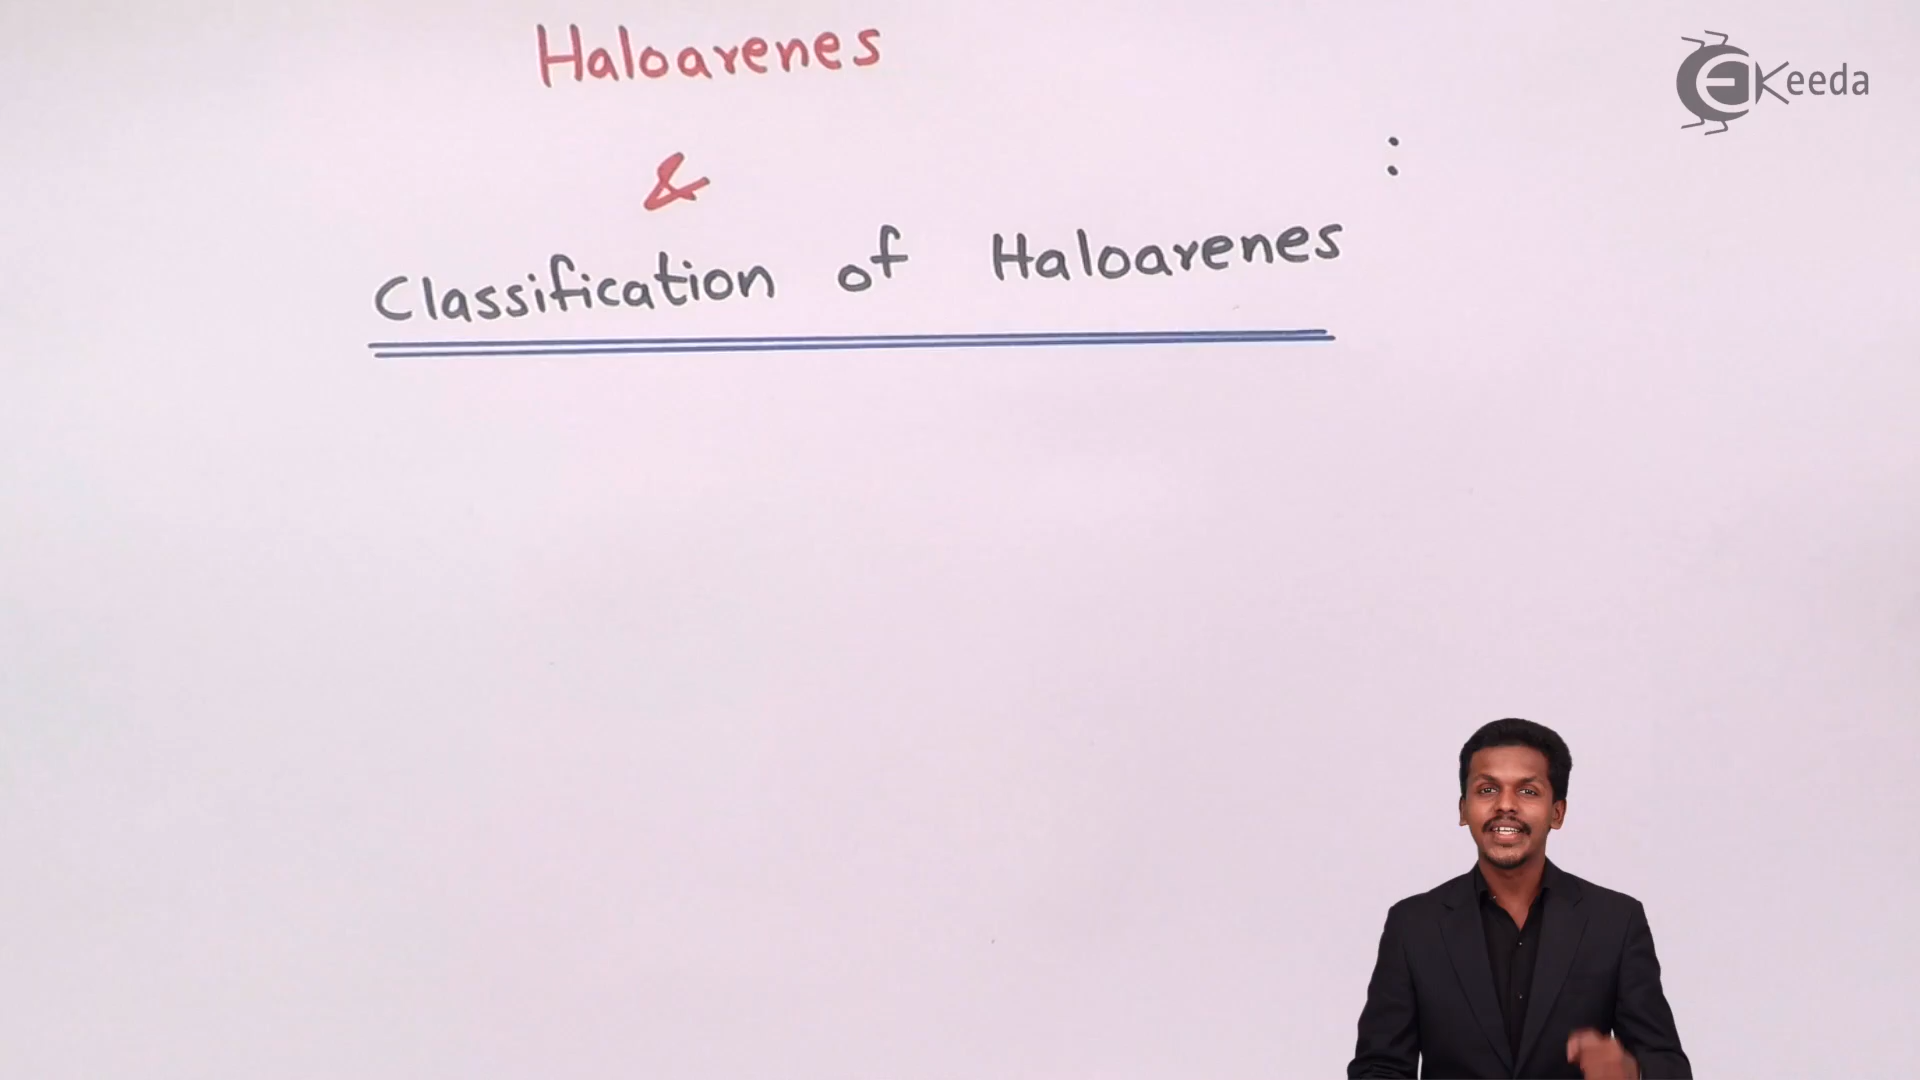 Haloarenes
EKeeda
&
:
Classification of Haloarenes